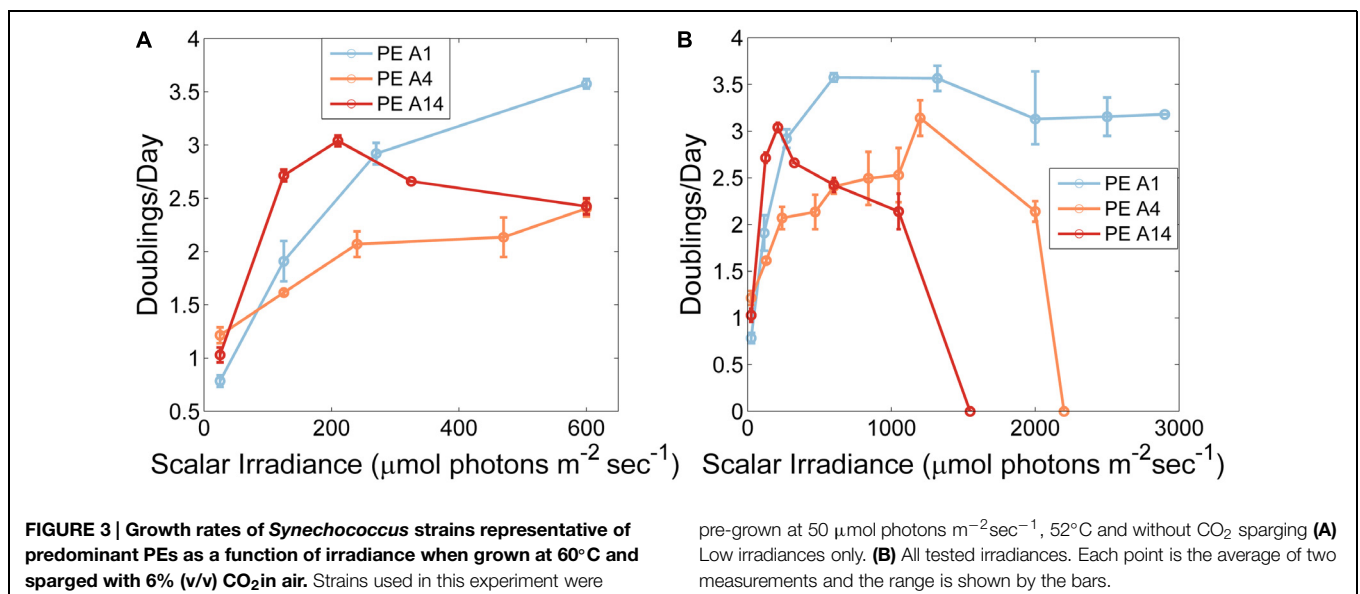 A
4
3.5
3
2.5
2
1.5
1
0.5
Doublings/Day
PE A1
PE A4
PE A14
0
200
400
600
Scalar Irradiance (μmol photons m⁻² sec⁻¹)
B
4
3.5
3
2.5
2
1.5
1
0.5
0
Doublings/Day
PE A1
PE A4
PE A14
0
1000
2000
3000
Scalar Irradiance (μmol photons m⁻²sec⁻¹)
FIGURE 3 | Growth rates of Synechococcus strains representative of
predominant PEs as a function of irradiance when grown at 60°C and
sparged with 6% (v/v) CO₂in air. Strains used in this experiment were
pre-grown at 50 μmol photons m⁻²sec⁻¹, 52°C and without CO₂ sparging (A)
Low irradiances only. (B) All tested irradiances. Each point is the average of two
measurements and the range is shown by the bars.